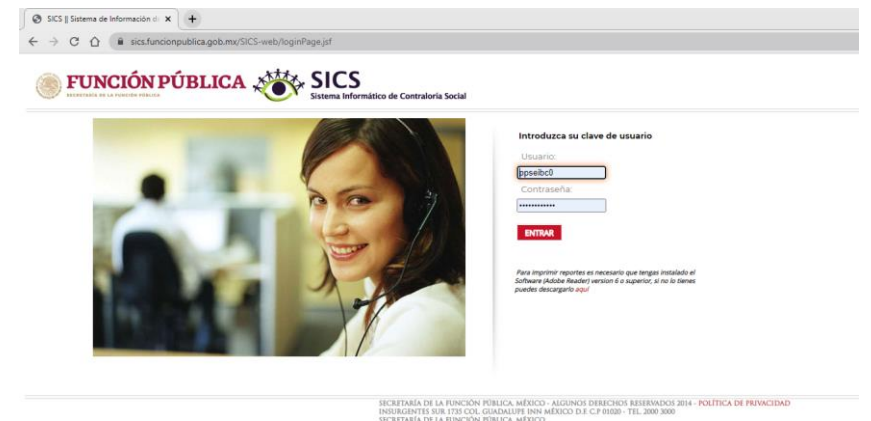 SICS || Sistema de Información d
sics.funcionpublica.gob.mx/SICS-web/loginPage.jsf
FUNCIÓN PÚBLICA
SECRETARÍA DE LA FUNCIÓN PÚBLICA
SICS
Sistema Informático de Contraloría Social
Introduzca su clave de usuario
Usuario:
ppseibc0
Contraseña:
••••••••••••
ENTRAR
Para imprimir reportes es necesario que tengas instalado el
Software (Adobe Reader) version 6 o superior, si no lo tienes
puedes descargarlo aquí
SECRETARÍA DE LA FUNCIÓN PÚBLICA, MÉXICO - ALGUNOS DERECHOS RESERVADOS 2014 - POLÍTICA DE PRIVACIDAD
INSURGENTES SUR 1735 COL. GUADALUPE INN MÉXICO D.F. C.P 01020 - TEL. 2000 3000
SECRETARÍA DE LA FUNCIÓN PÚBLICA, MÉXICO